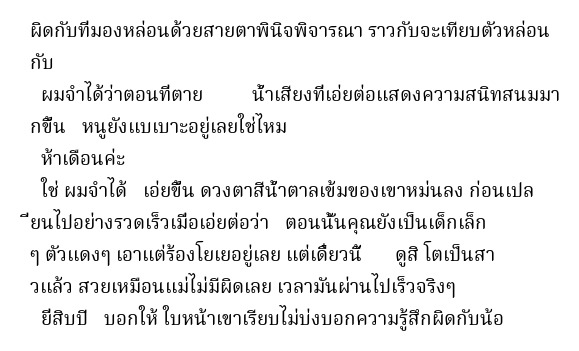 ผิดกับที่มองหล่อนด้วยสายตาพินิจพิจารณา ราวกับจะเทียบตัวหล่อน
กับ
ผมจำได้ว่าตอนที่ตาย น้ำเสียงที่เอ่ยต่อแสดงความสนิทสนมมา
กขึ้น หนูยังแบเบาะอยู่เลยใช่ไหม
ห้าเดือนค่ะ
ใช่ ผมจำได้ เอ่ยขึ้น ดวงตาสีน้ำตาลเข้มของเขาหม่นลง ก่อนเปล
ี่ยนไปอย่างรวดเร็วเมื่อเอ่ยต่อว่า ตอนนั้นคุณยังเป็นเด็กเล็ก
ๆ ตัวแดงๆ เอาแต่ร้องโยเยอยู่เลย แต่เดี๋ยวนี้ ดูสิ โตเป็นสา
วแล้ว สวยเหมือนแม่ไม่มีผิดเลย เวลามันผ่านไปเร็วจริงๆ
ยี่สิบปี บอกให้ ใบหน้าเขาเรียบไม่บ่งบอกความรู้สึกผิดกับน้อ